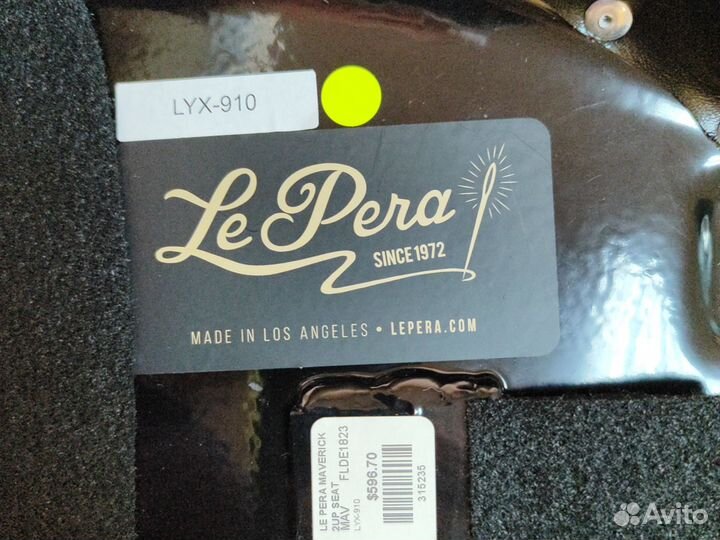 LYX-910
Le Pera
SINCE 1972
MADE IN LOS ANGELES • LEPERA.COM
LE PERA MAVERICK
2UP SEAT
MAV FLDE1823
LYX-910
$596.70
315235
Avito